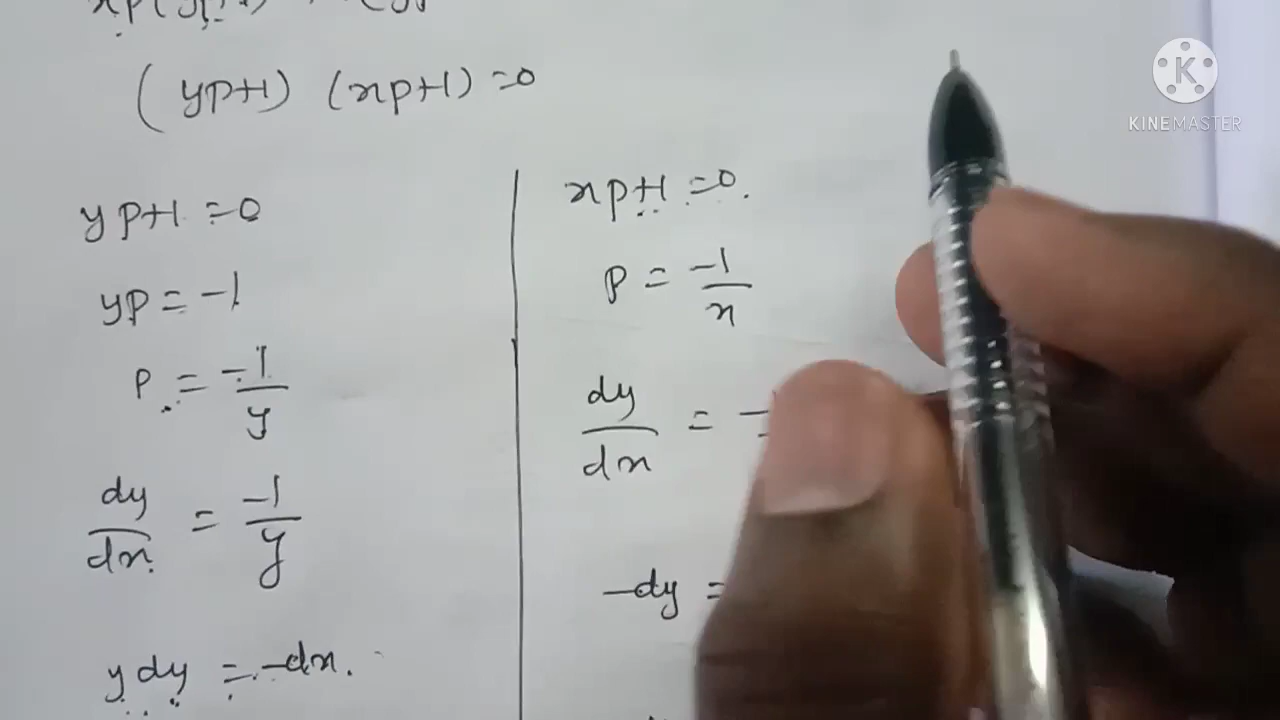 (yp+1) (xp+1) =0
yp+1 =0
yp = -1
p = -1/y
dy/dx = -1/y
y dy = -dx.
xp+1 =0.
p = -1/x
dy/dx = -
-dy =
K
KINEMASTER